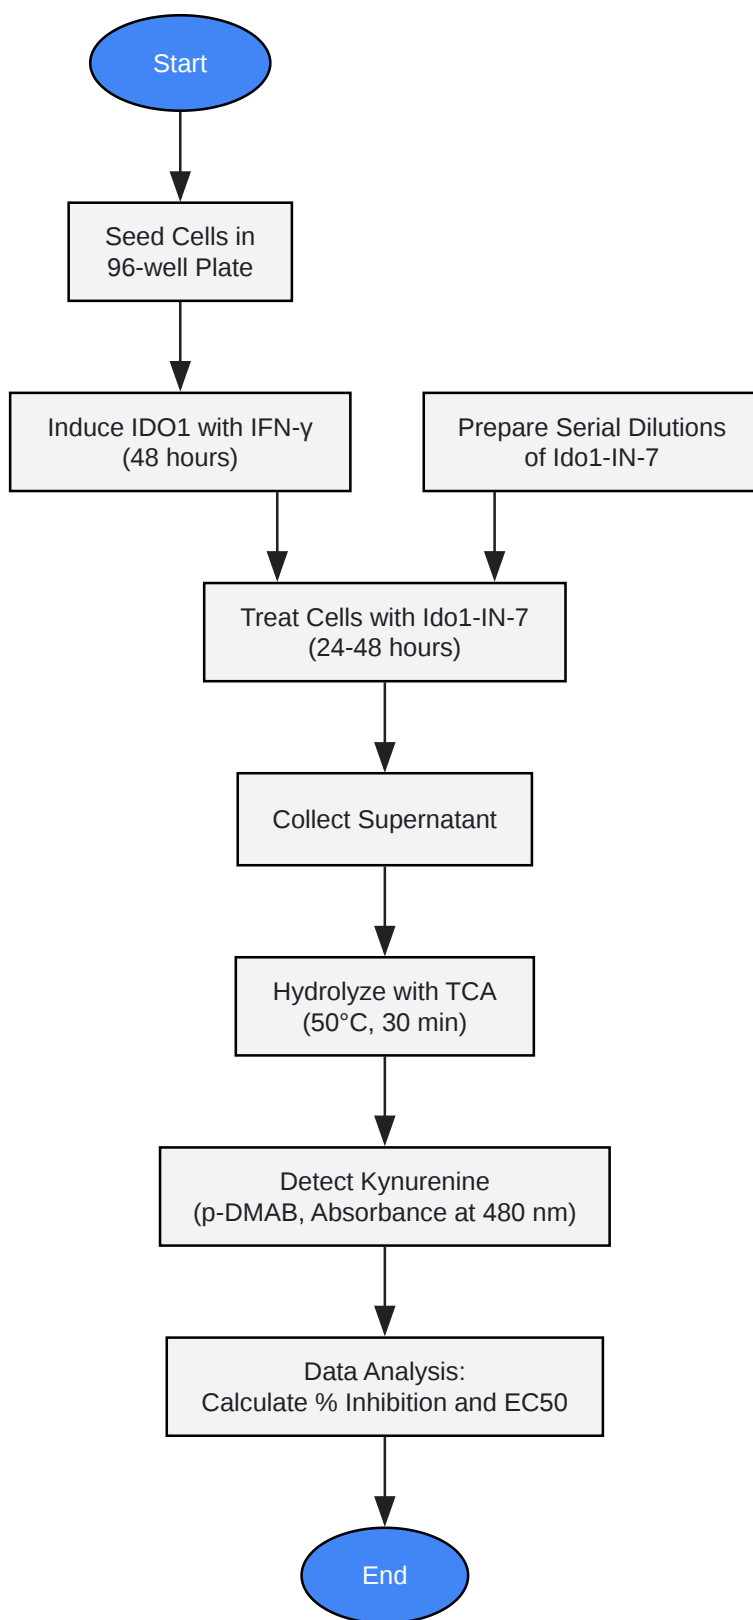 Start
Seed Cells in
96-well Plate
Induce IDO1 with IFN-γ
(48 hours)
Prepare Serial Dilutions
of Ido1-IN-7
Treat Cells with Ido1-IN-7
(24-48 hours)
Collect Supernatant
Hydrolyze with TCA
(50°C, 30 min)
Detect Kynurenine
(p-DMAB, Absorbance at 480 nm)
Data Analysis:
Calculate % Inhibition and EC50
End